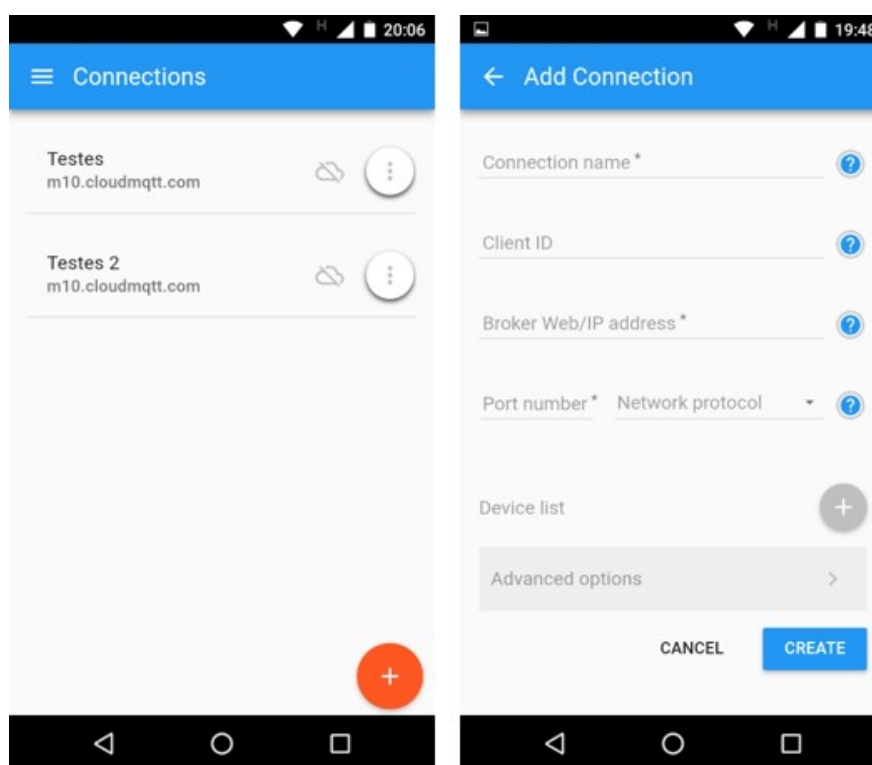 H 20:06
Connections
Testes
m10.cloudmqtt.com
Testes 2
m10.cloudmqtt.com
+
H 19:48
Add Connection
Connection name *
?
Client ID
?
Broker Web/IP address *
?
Port number * Network protocol
?
Device list
+
Advanced options
CANCEL CREATE